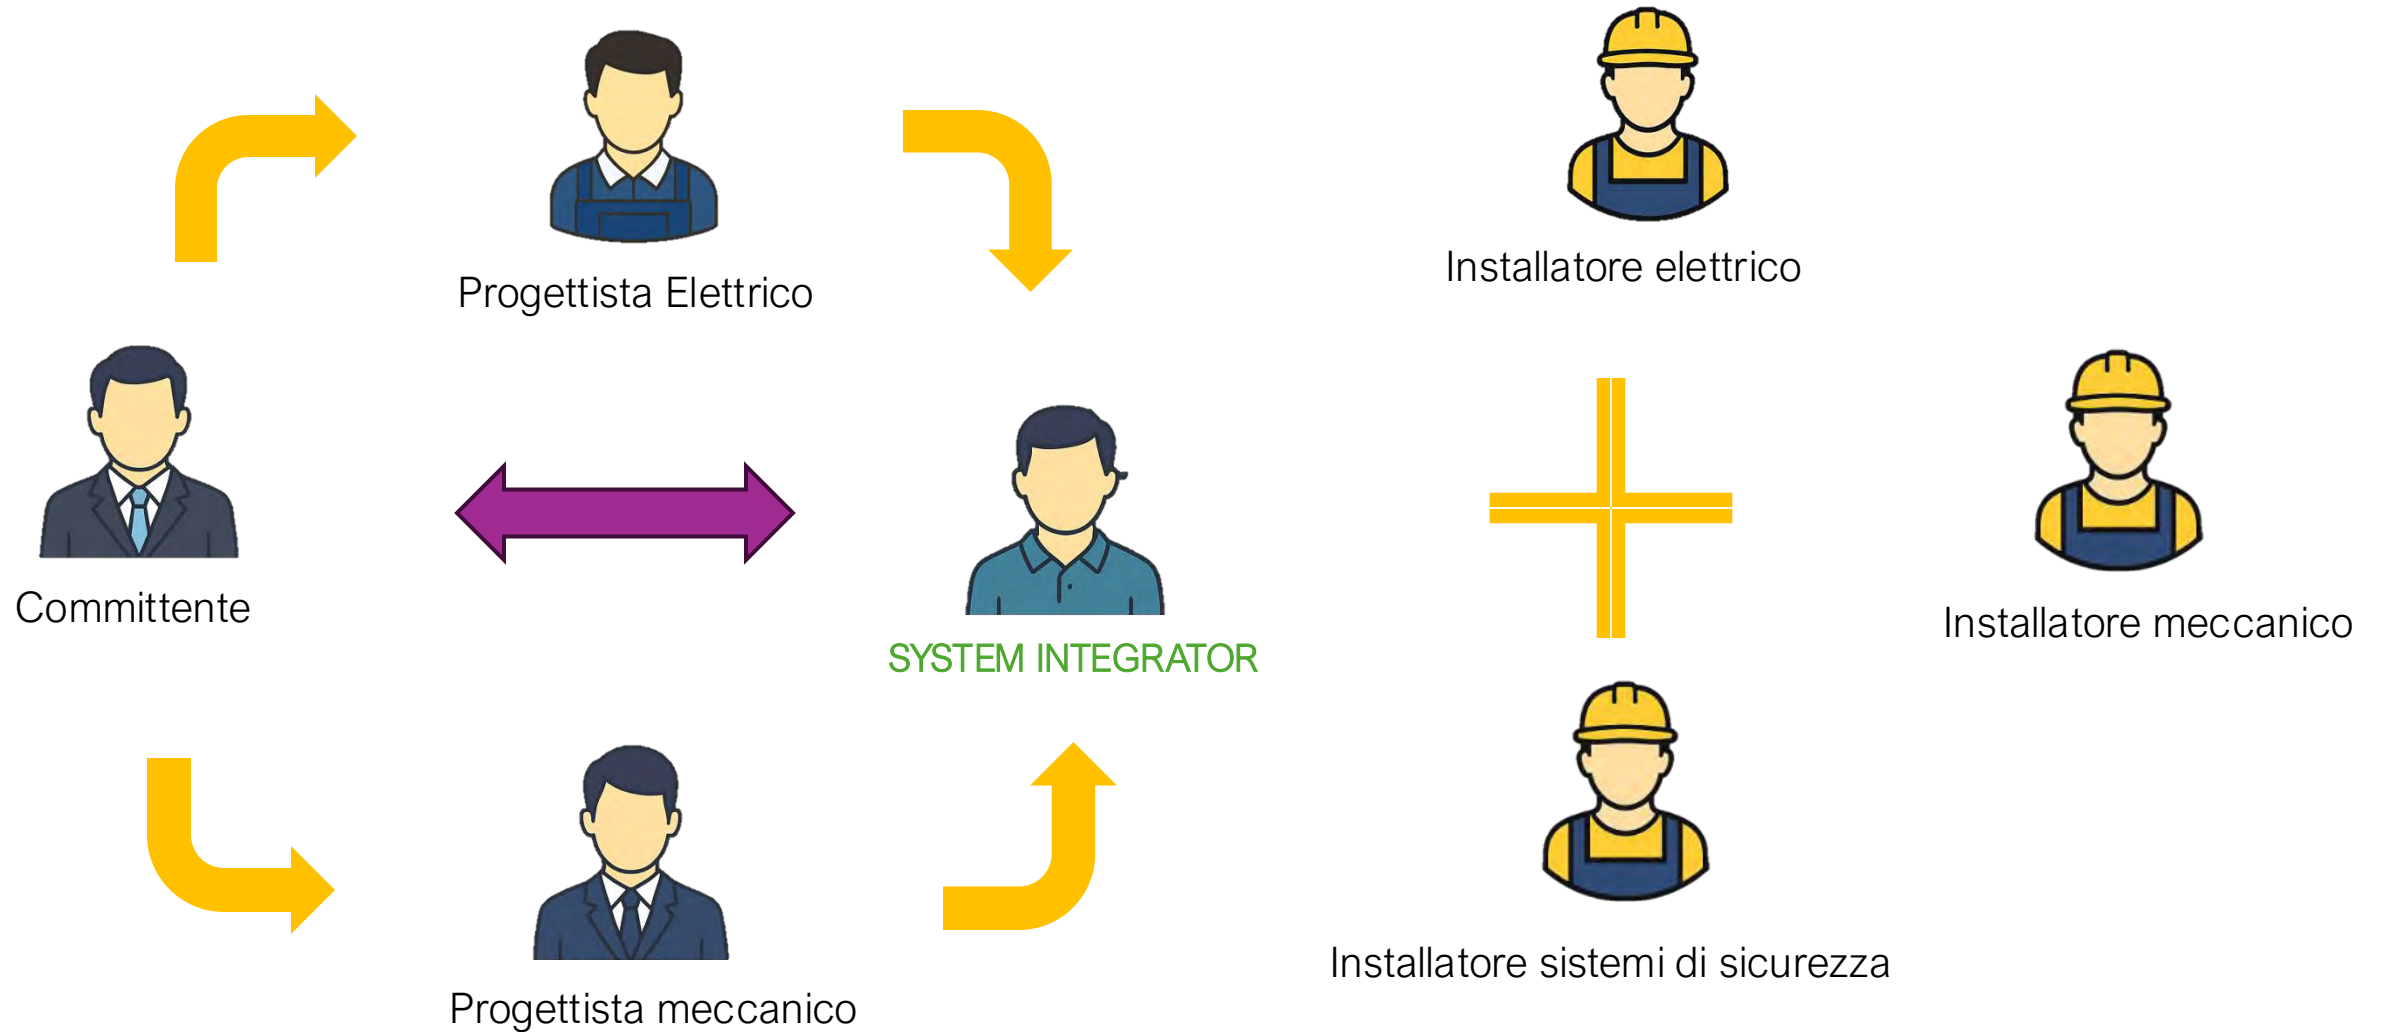 Progettista Elettrico
Installatore elettrico
Committente
SYSTEM INTEGRATOR
Installatore meccanico
Installatore sistemi di sicurezza
Progettista meccanico